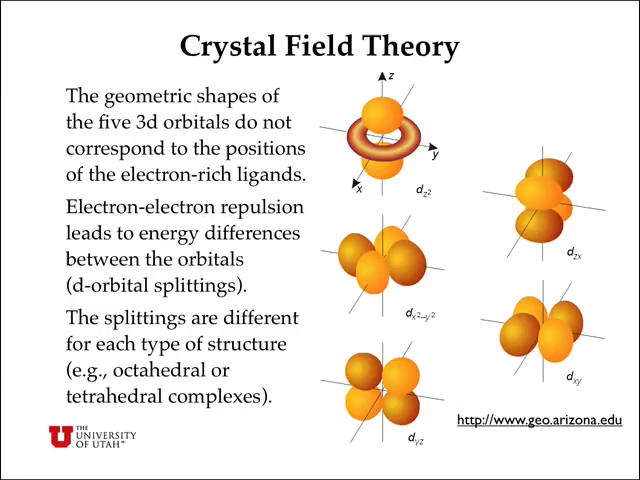 Crystal Field Theory
The geometric shapes of
the five 3d orbitals do not
correspond to the positions
of the electron-rich ligands.
Electron-electron repulsion
leads to energy differences
between the orbitals
(d-orbital splittings).
The splittings are different
for each type of structure
(e.g., octahedral or
tetrahedral complexes).
z
y
x
dz²
dzx
dx²–y²
dxy
dyz
http://www.geo.arizona.edu
U THE
UNIVERSITY
OF UTAH™